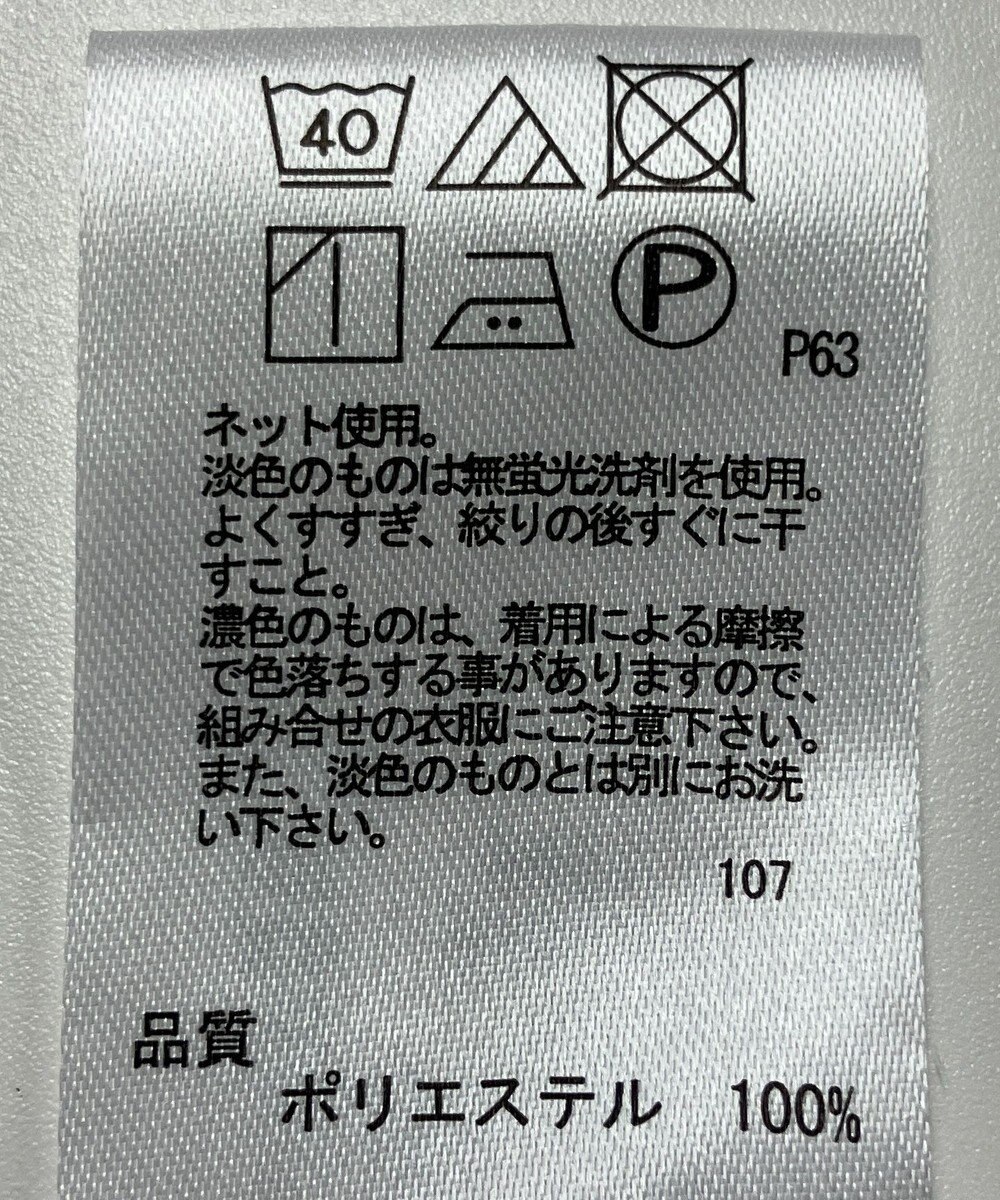 40
P
P63
ネット使用。
淡色のものは無蛍光洗剤を使用。
よくすすぎ、絞りの後すぐに干
すこと。
濃色のものは、着用による摩擦
で色落ちする事がありますので、
組み合せの衣服にご注意下さい。
また、淡色のものとは別にお洗
い下さい。
107
品質
ポリエステル 100%